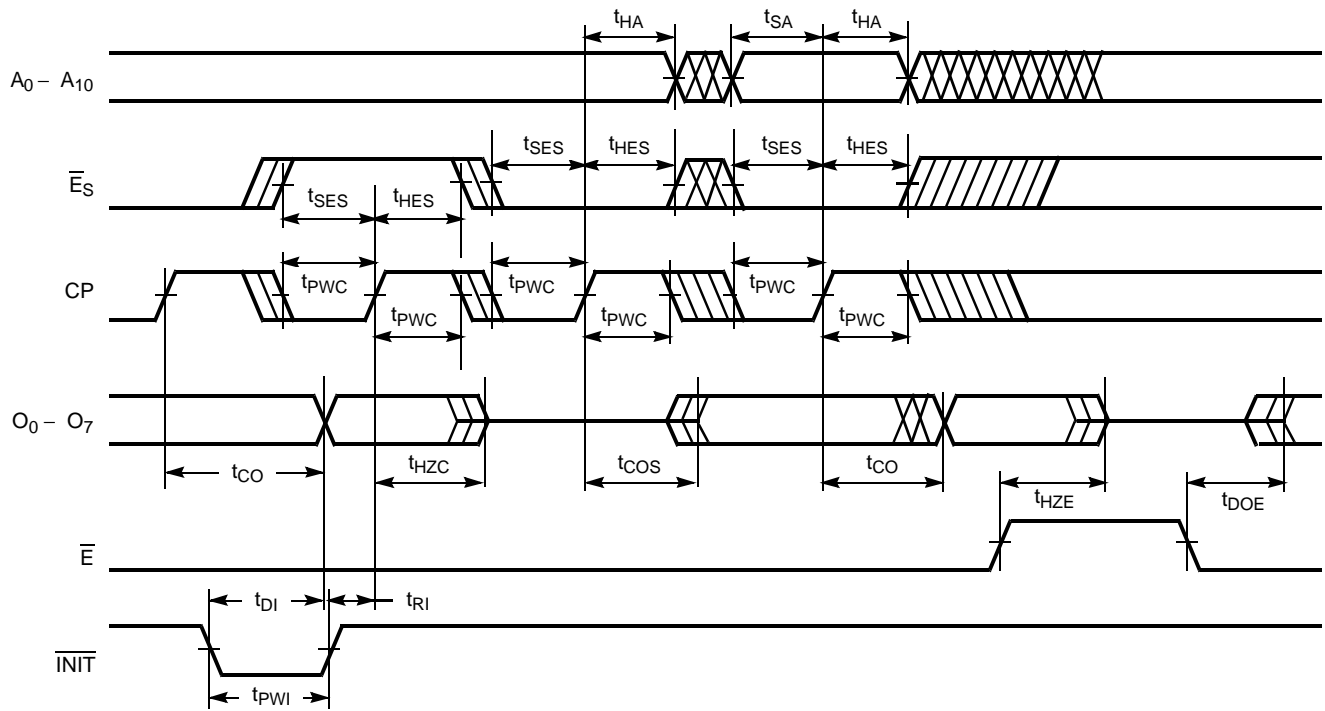 tHA tSA tHA
A0 – A10
tSES tHES tSES tHES
ES
tSES tHES
CP
tPWC tPWC tPWC
tPWC tPWC tPWC
O0 – O7
tCO tHZC tCOS tCO tHZE tDOE
E
tDI tRI
INIT
tPWI